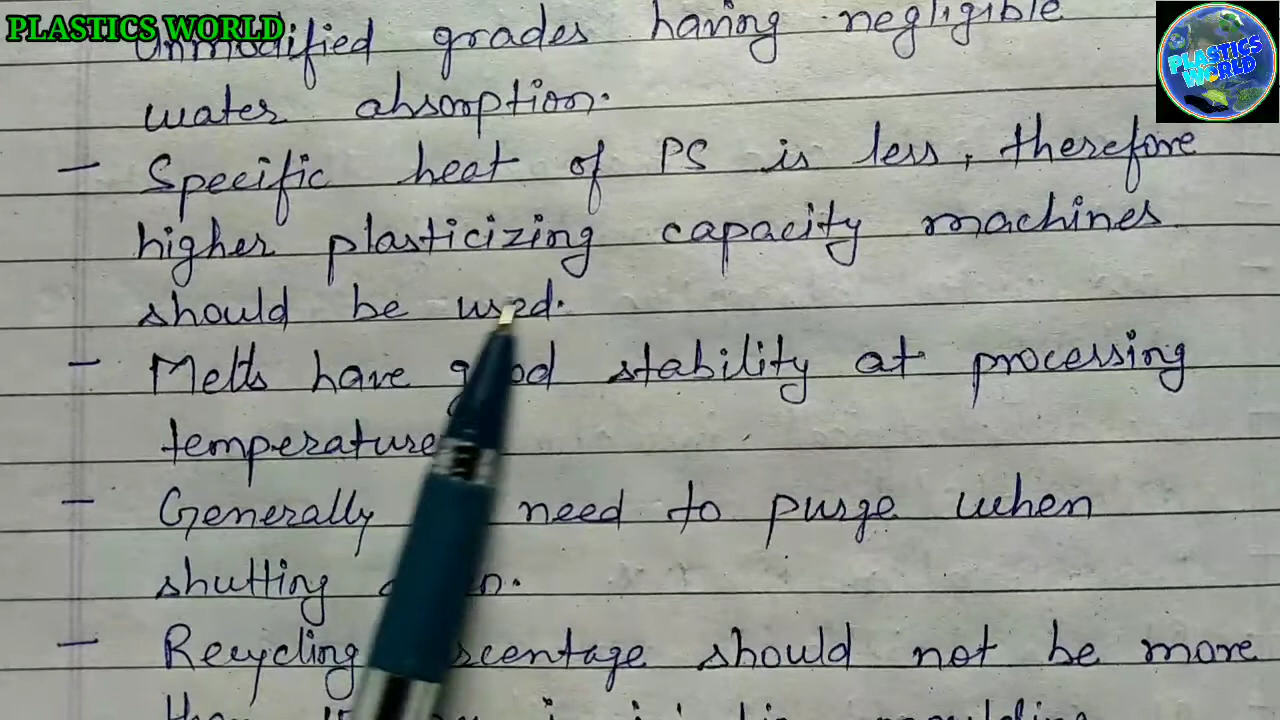 PLASTICS WORLD
PLASTICS
WORLD
Unmodified grades having negligible
water absorption.
- Specific heat of PS is less, therefore
higher plasticizing capacity machines
should be used.
- Melts have good stability at processing
temperature
- Generally need to purge when
shutting
- Recycling should not be more